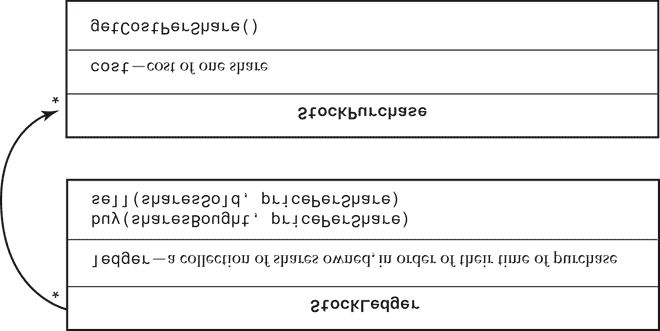 StockLedger
*
ledger—a collection of shares owned, in order of their time of purchase
buy(sharesBought, pricePerShare)
sell(sharesSold, pricePerShare)
*
StockPurchase
cost—cost of one share
getCostPerShare()